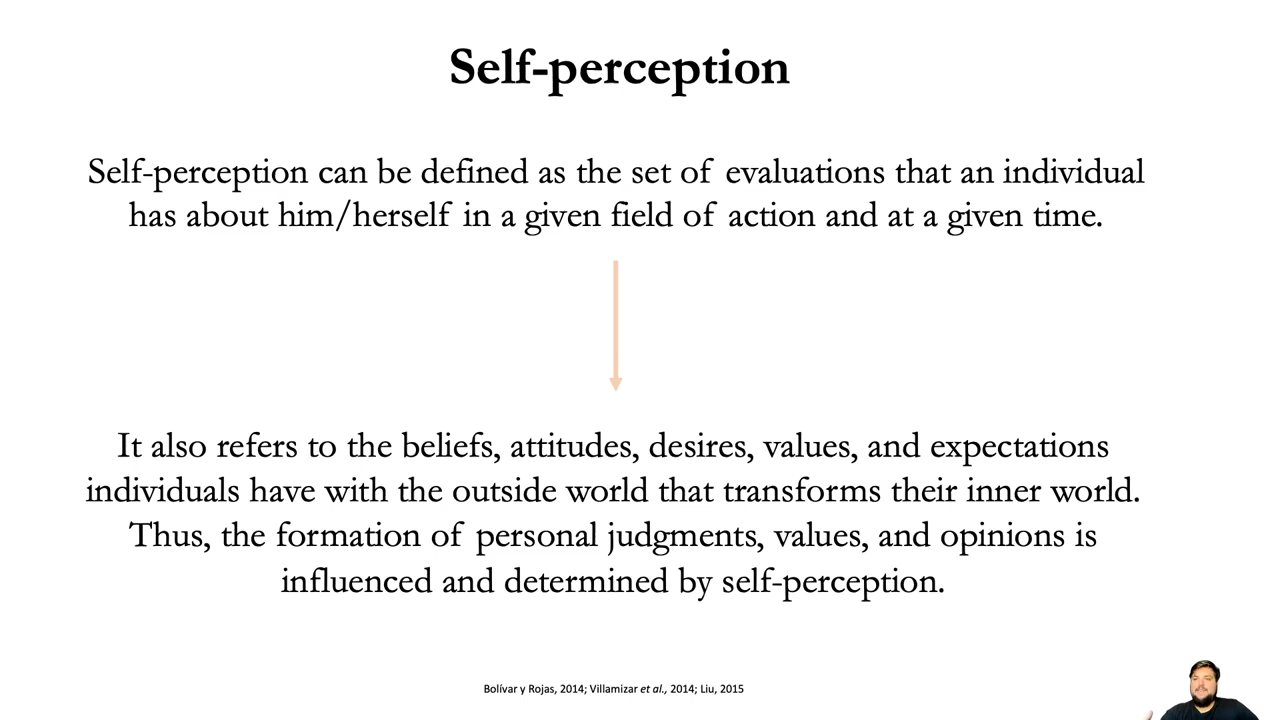 Self-perception
Self-perception can be defined as the set of evaluations that an individual
has about him/herself in a given field of action and at a given time.
It also refers to the beliefs, attitudes, desires, values, and expectations
individuals have with the outside world that transforms their inner world.
Thus, the formation of personal judgments, values, and opinions is
influenced and determined by self-perception.
Bolívar y Rojas, 2014; Villamizar et al., 2014; Liu, 2015